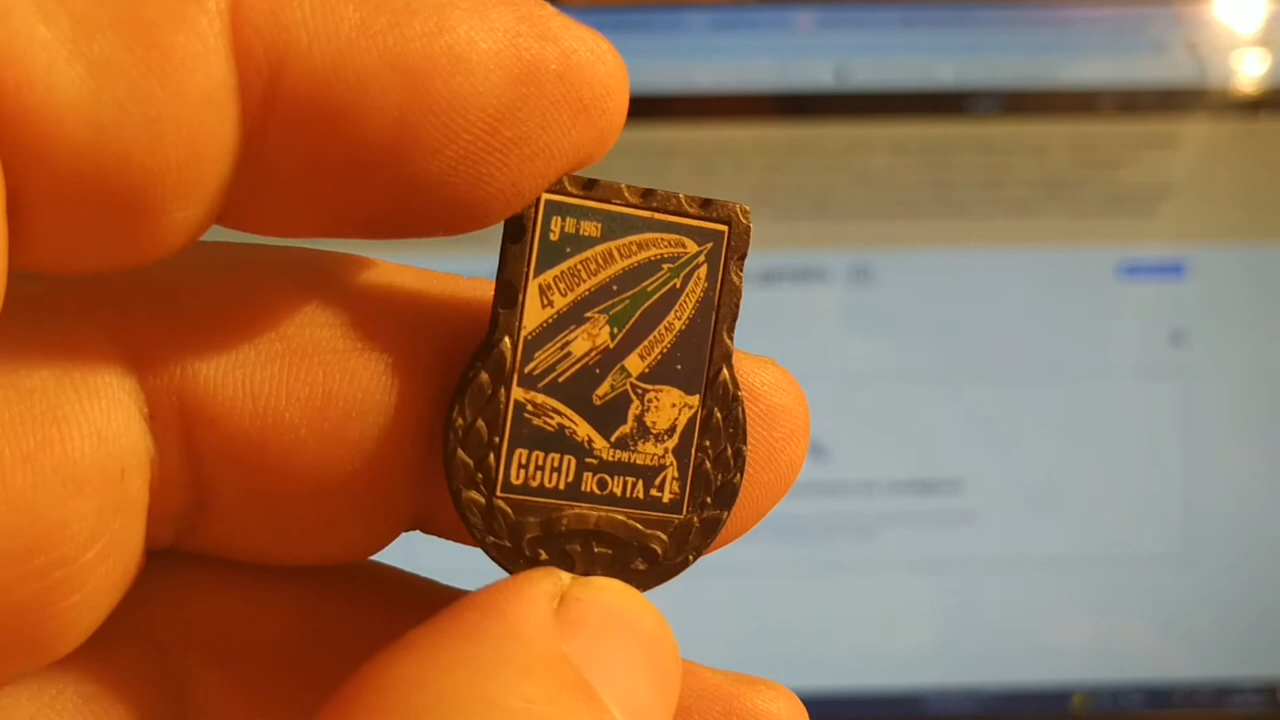 9-III-1961
4й СОВЕТСКИЙ КОСМИЧЕСКИЙ
КОРАБЛЬ-СПУТНИК
"ЧЕРНУШКА"
СССР ПОЧТА 4к